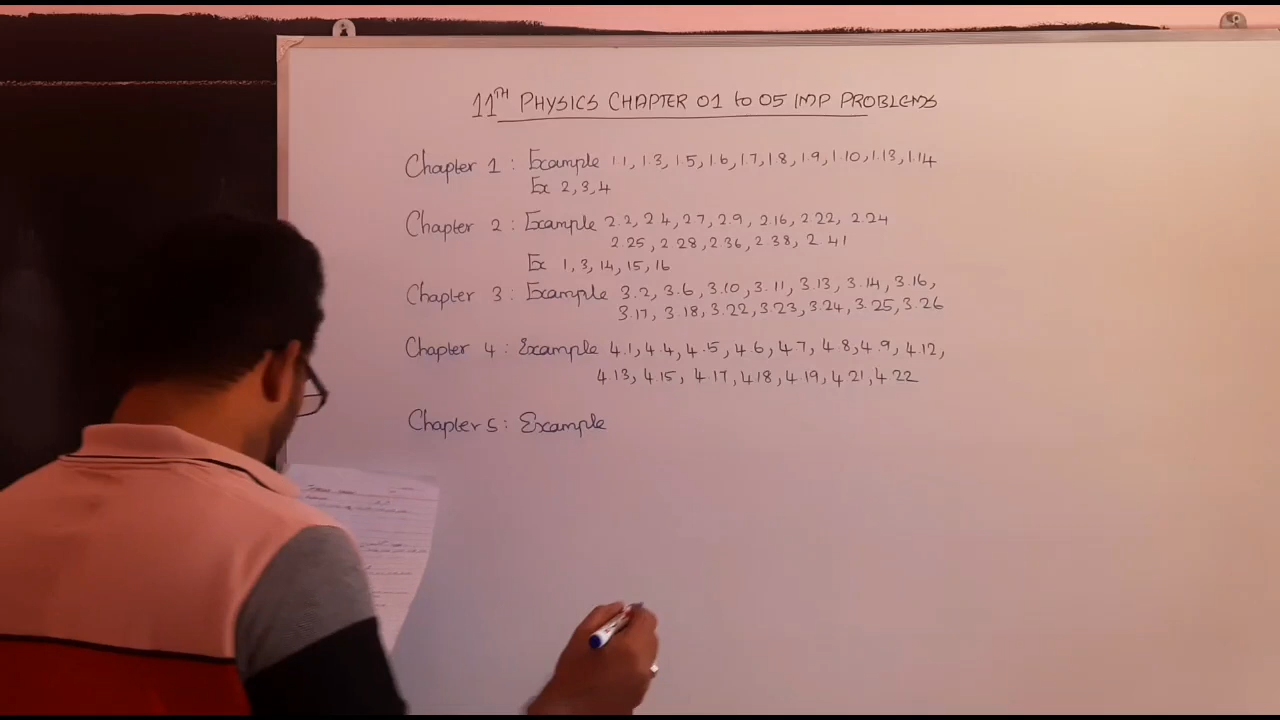 11TH PHYSICS CHAPTER 01 to 05 IMP PROBLEMS
Chapter 1 : Example 1.1, 1.3, 1.5, 1.6, 1.7, 1.8, 1.9, 1.10, 1.13, 1.14
Ex 2, 3, 4
Chapter 2 : Example 2.2, 2.4, 2.7, 2.9, 2.16, 2.22, 2.24
2.25, 2.28, 2.36, 2.38, 2.41
Ex 1, 3, 14, 15, 16
Chapter 3 : Example 3.2, 3.6, 3.10, 3.11, 3.13, 3.14, 3.16,
3.17, 3.18, 3.22, 3.23, 3.24, 3.25, 3.26
Chapter 4 : Example 4.1, 4.4, 4.5, 4.6, 4.7, 4.8, 4.9, 4.12,
4.13, 4.15, 4.17, 4.18, 4.19, 4.21, 4.22
Chapter 5 : Example